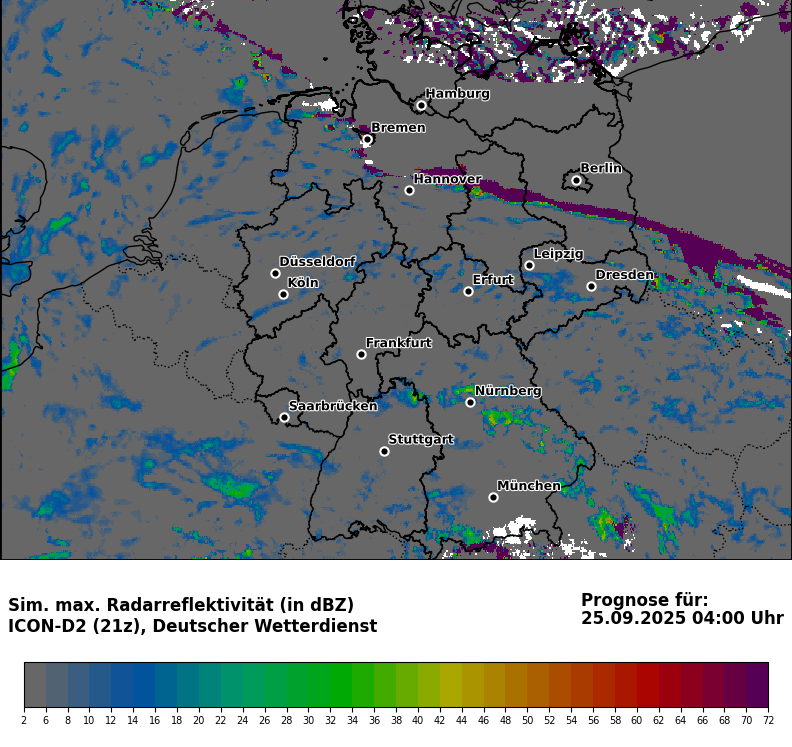 Hamburg
Bremen
Berlin
Hannover
Düsseldorf
Leipzig
Köln
Erfurt
Dresden
Frankfurt
Nürnberg
Saarbrücken
Stuttgart
München
Sim. max. Radarreflektivität (in dBZ)
ICON-D2 (21z), Deutscher Wetterdienst
Prognose für:
25.09.2025 04:00 Uhr
2 6 8 10 12 14 16 18 20 22 24 26 28 30 32 34 36 38 40 42 44 46 48 50 52 54 56 58 60 62 64 66 68 70 72